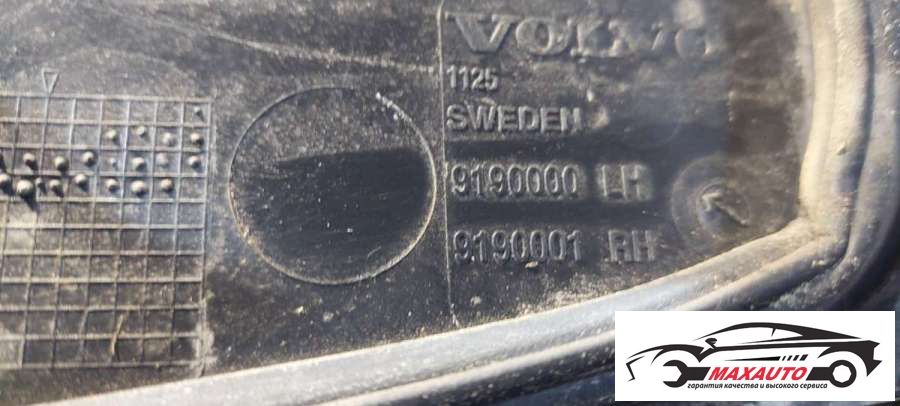 VOLVO
1125
SWEDEN
9190000 LH
9190001 RH
MAXAUTO
гарантия качества и высокого сервиса